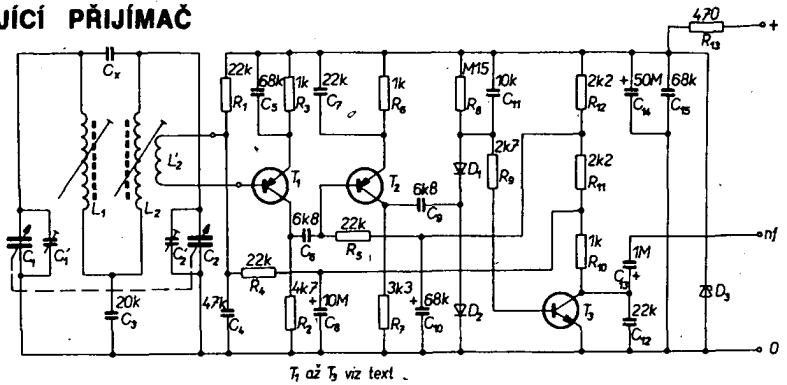 JÍCÍ PŘIJÍMAČ
470
R13
+
Cx
22k
R1
68k
C5
1k
R3
22k
C7
1k
R6
M15
R8
10k
C11
2k2
R12
+ 50M
C14
68k
C15
L1
L2
L'2
T1
T2
D1
2k7
R9
2k2
R11
6k8
C6
22k
R5
6k8
C9
C1
C'1
C'2
C2
22k
R4
1k
R10
1M
C13
+
nf
20k
C3
47k
C4
4k7
R2
+ 10M
C8
3k3
R7
+ 68k
C10
D2
T3
22k
C12
D3
0
T1 až T3 viz text